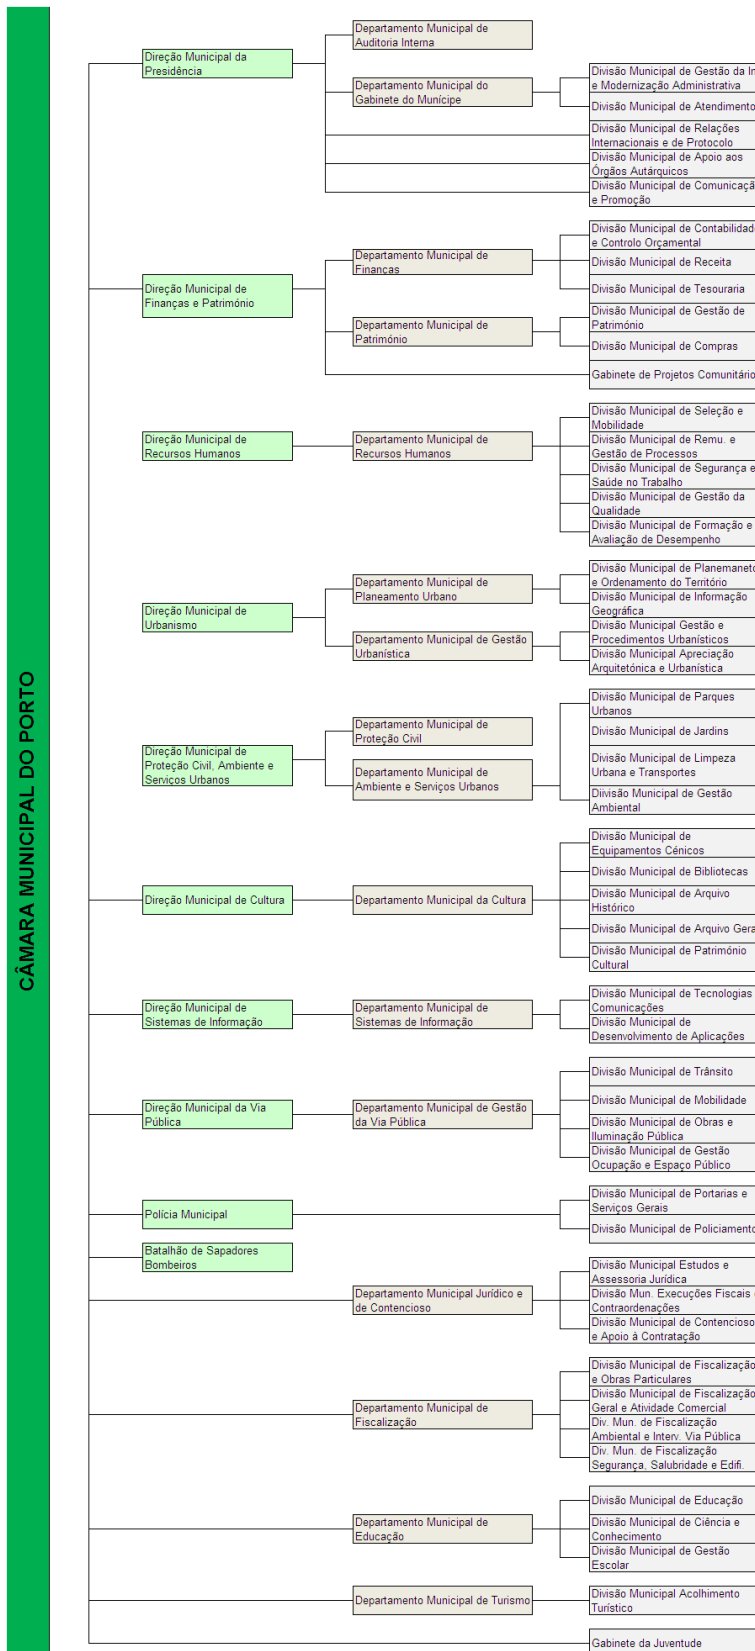 CÂMARA MUNICIPAL DO PORTO
Direção Municipal da
Presidência
Departamento Municipal de
Auditoria Interna
Departamento Municipal do
Gabinete do Munícipe
Divisão Municipal de Gestão da
e Modernização Administrativa
Divisão Municipal de Atendimento
Divisão Municipal de Relações
Internacionais e de Protocolo
Divisão Municipal de Apoio aos
Órgãos Autárquicos
Divisão Municipal de
e Promoção
Direção Municipal de
Finanças e Património
Departamento Municipal de
Finanças
Divisão Municipal de
e Controlo Orçamental
Divisão Municipal de Receita
Divisão Municipal de Tesouraria
Departamento Municipal de
Património
Divisão Municipal de Gestão de
Património
Divisão Municipal de Compras
Gabinete de Projetos Comunitário
Direção Municipal de
Recursos Humanos
Departamento Municipal de
Recursos Humanos
Divisão Municipal de Seleção e
Mobilidade
Divisão Municipal de Remu. e
Gestão de Processos
Divisão Municipal de Segurança e
Saúde no Trabalho
Divisão Municipal de Gestão da
Qualidade
Divisão Municipal de Formação e
Avaliação de Desempenho
Direção Municipal de
Urbanismo
Departamento Municipal de
Planeamento Urbano
Divisão Municipal de Planemaneto
e Ordenamento do Território
Divisão Municipal de Informação
Geográfica
Departamento Municipal de Gestão
Urbanística
Divisão Municipal Gestão e
Procedimentos Urbanísticos
Divisão Municipal Apreciação
Arquitetónica e Urbanística
Direção Municipal de
Proteção Civil, Ambiente e
Serviços Urbanos
Departamento Municipal de
Proteção Civil
Departamento Municipal de
Ambiente e Serviços Urbanos
Divisão Municipal de Parques
Urbanos
Divisão Municipal de Jardins
Divisão Municipal de Limpeza
Urbana e Transportes
Diivisão Municipal de Gestão
Ambiental
Direção Municipal de Cultura
Departamento Municipal da Cultura
Divisão Municipal de
Equipamentos Cénicos
Divisão Municipal de Bibliotecas
Divisão Municipal de Arquivo
Histórico
Divisão Municipal de Arquivo
Divisão Municipal de Património
Cultural
Direção Municipal de
Sistemas de Informação
Departamento Municipal de
Sistemas de Informação
Divisão Municipal de Tecnologias
Comunicações
Divisão Municipal de
Desenvolvimento de Aplicações
Direção Municipal da Via
Pública
Departamento Municipal de Gestão
da Via Pública
Divisão Municipal de Trânsito
Divisão Municipal de Mobilidade
Divisão Municipal de Obras e
Iluminação Pública
Divisão Municipal de Gestão
Ocupação e Espaço Público
Polícia Municipal
Divisão Municipal de Portarias e
Serviços Gerais
Divisão Municipal de Policiamento
Batalhão de Sapadores
Bombeiros
Departamento Municipal Jurídico e
de Contencioso
Divisão Municipal Estudos e
Assessoria Jurídica
Divisão Mun. Execuções Fiscais
Contraordenações
Divisão Municipal de Contencioso
e Apoio à Contratação
Departamento Municipal de
Fiscalização
Divisão Municipal de Fiscalização
e Obras Particulares
Divisão Municipal de Fiscalização
Geral e Atividade Comercial
Div. Mun. de Fiscalização
Ambiental e Interv. Via Pública
Div. Mun. de Fiscalização
Segurança, Salubridade e Edifi.
Departamento Municipal de
Educação
Divisão Municipal de Educação
Divisão Municipal de Ciência e
Conhecimento
Divisão Municipal de Gestão
Escolar
Departamento Municipal de Turismo
Divisão Municipal Acolhimento
Turístico
Gabinete da Juventude